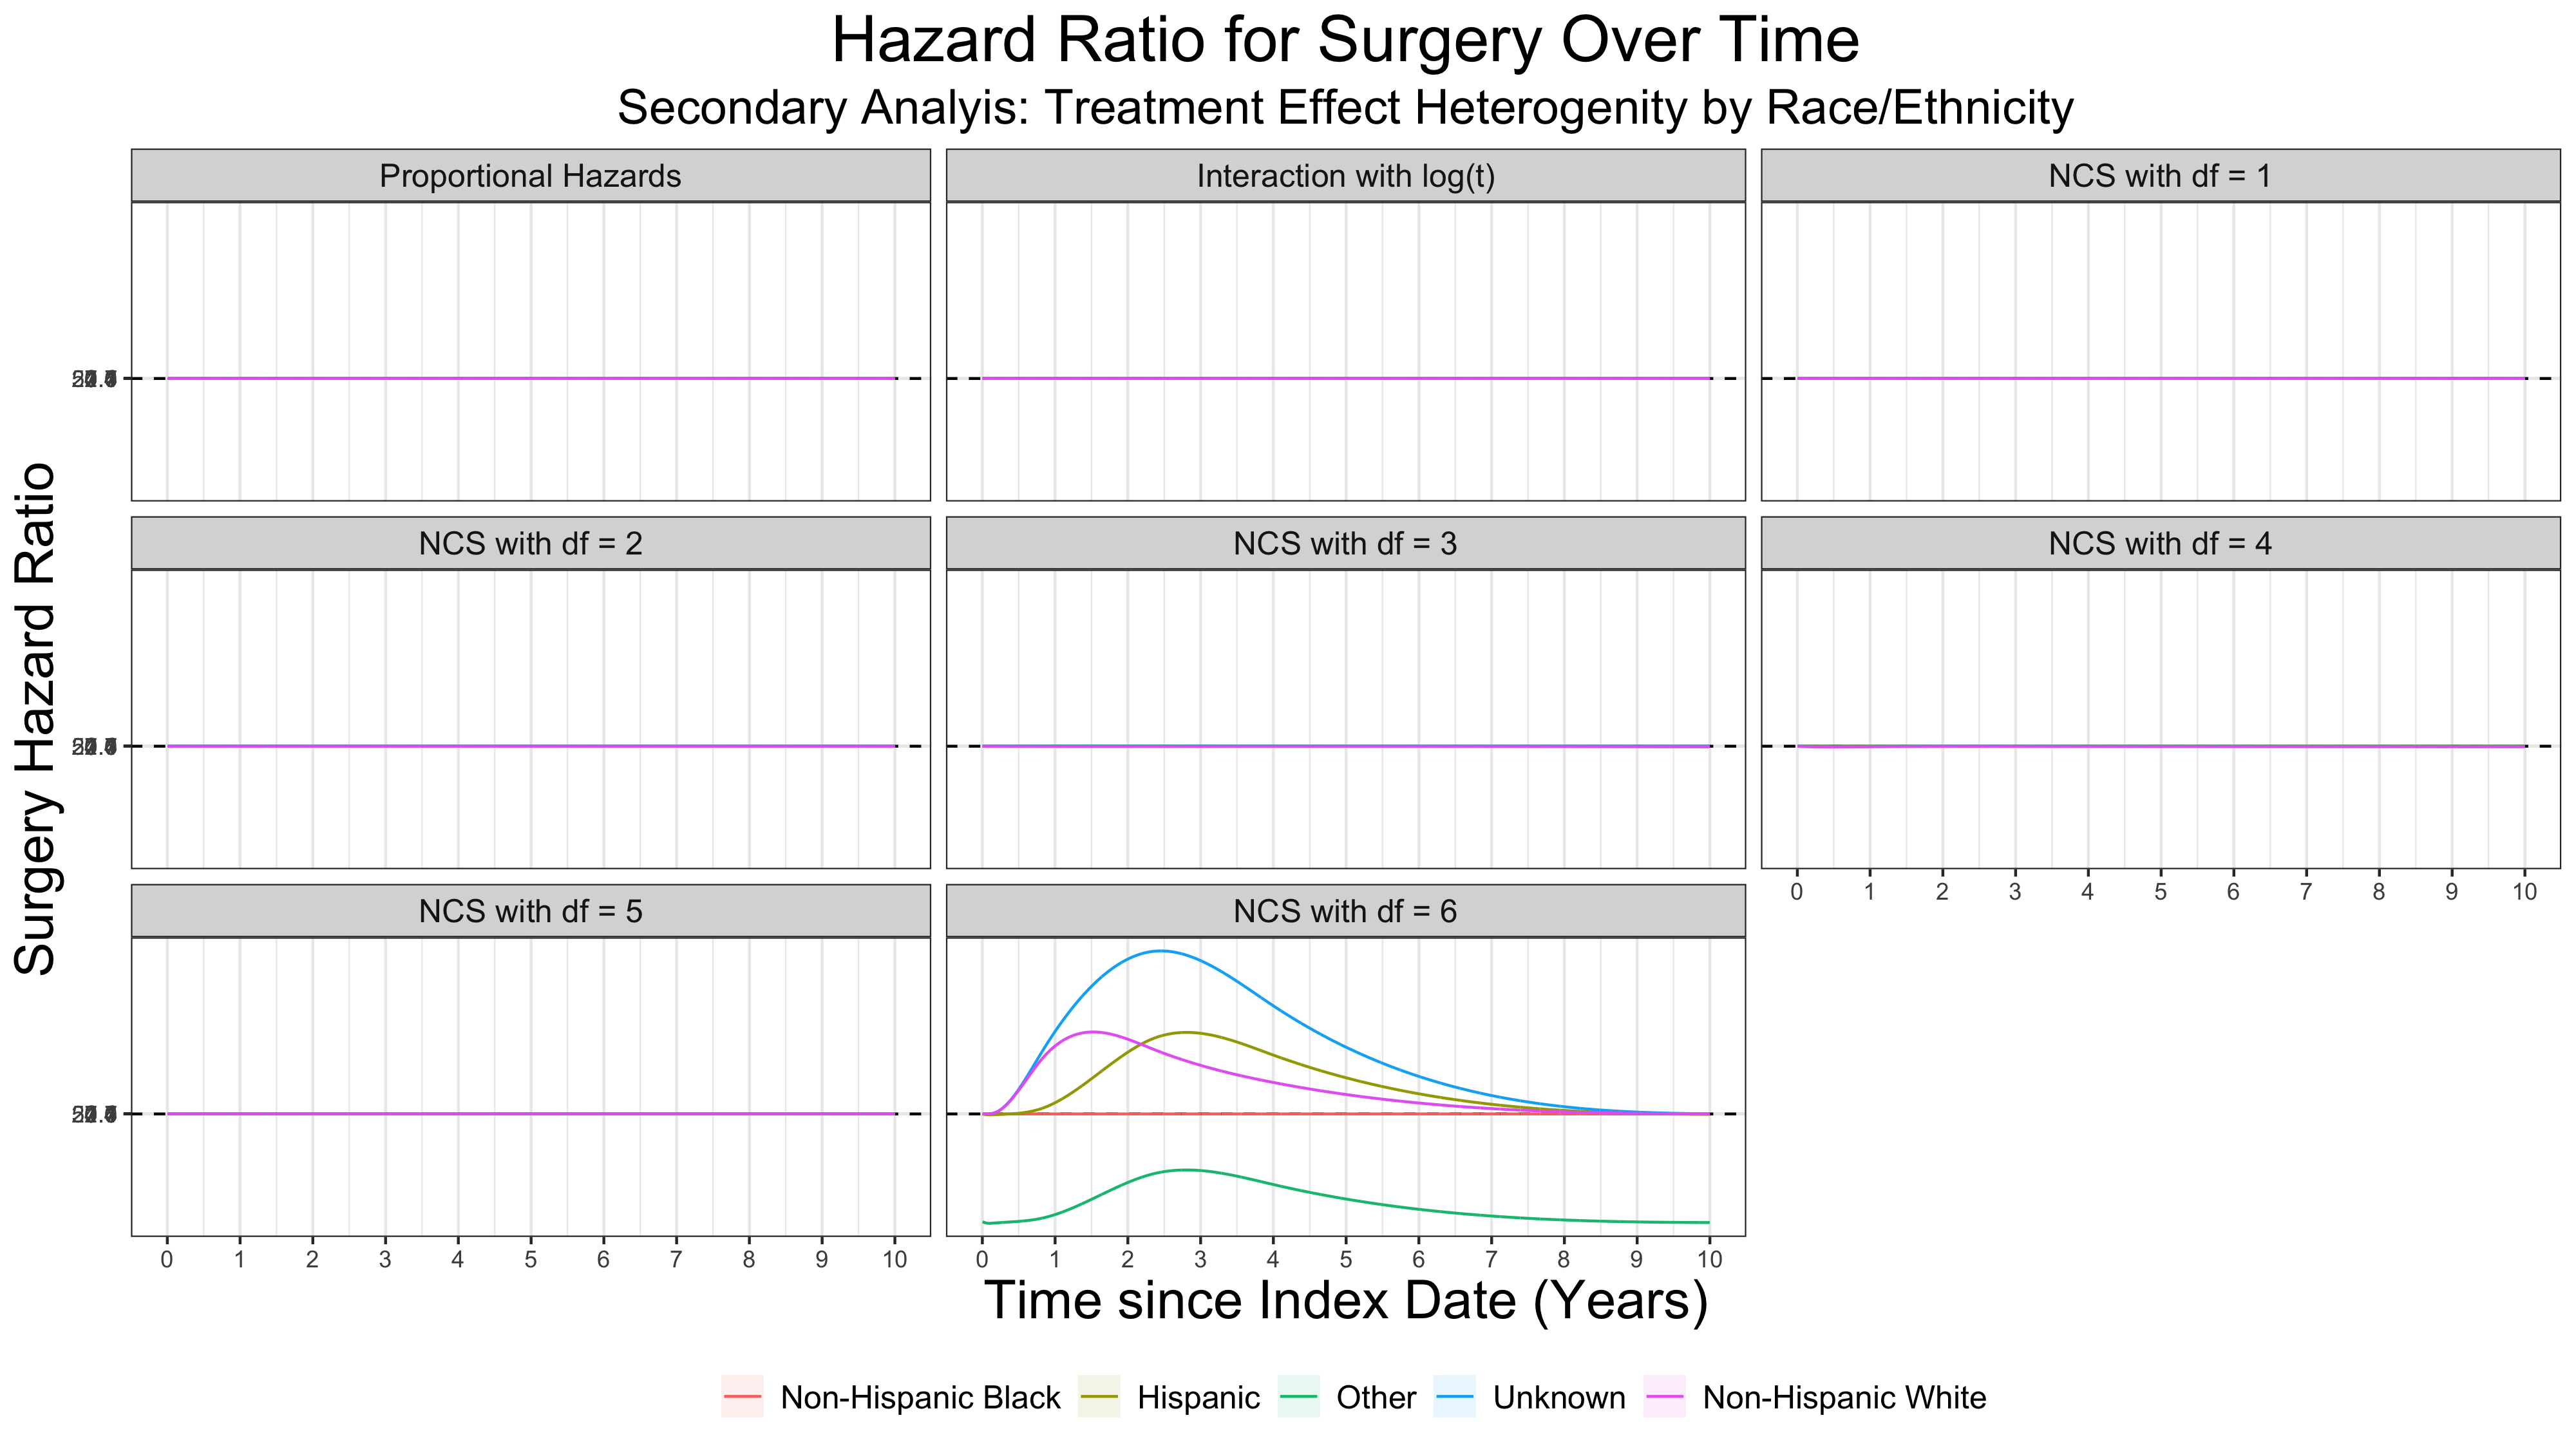 Hazard Ratio for Surgery Over Time
Secondary Analyis: Treatment Effect Heterogenity by Race/Ethnicity
Proportional Hazards
Interaction with log(t)
NCS with df = 1
NCS with df = 2
NCS with df = 3
NCS with df = 4
0 1 2 3 4 5 6 7 8 9 10
NCS with df = 5
NCS with df = 6
0 1 2 3 4 5 6 7 8 9 10
0 1 2 3 4 5 6 7 8 9 10
Surgery Hazard Ratio
Time since Index Date (Years)
Non-Hispanic Black Hispanic Other Unknown Non-Hispanic White